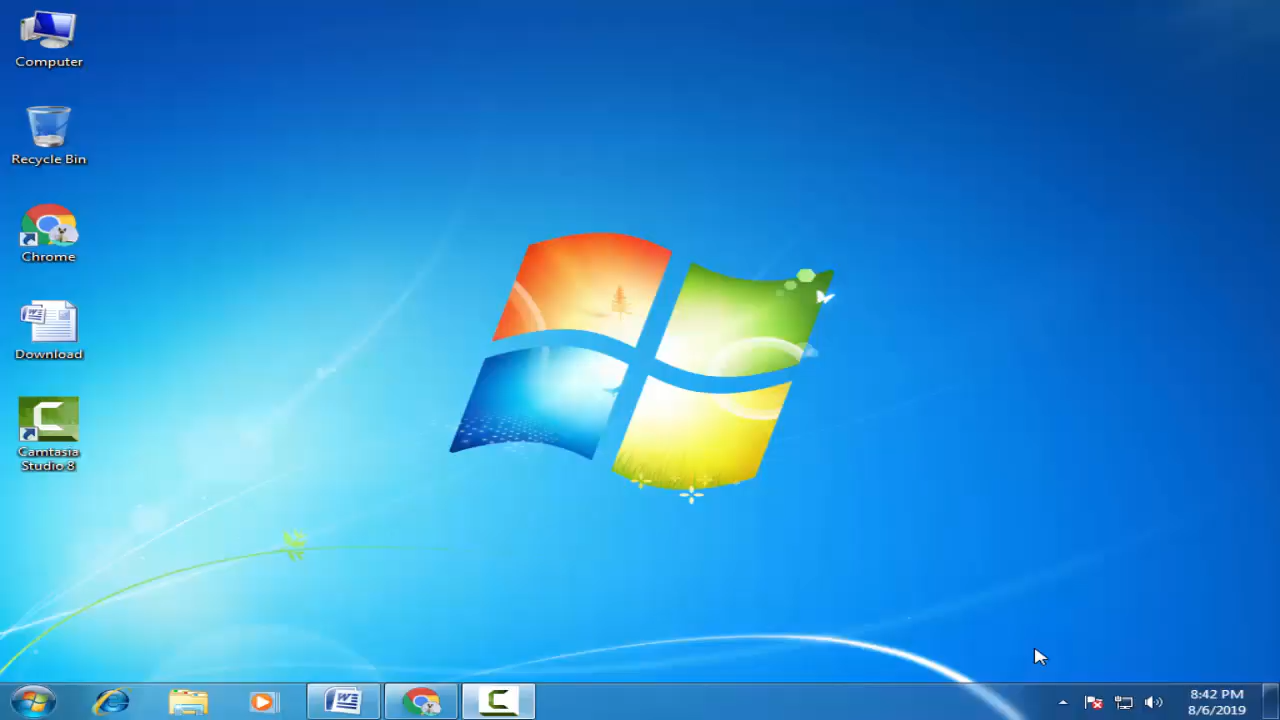 Computer
Recycle Bin
Chrome
Download
Camtasia
Studio 8
8:42 PM
8/6/2019